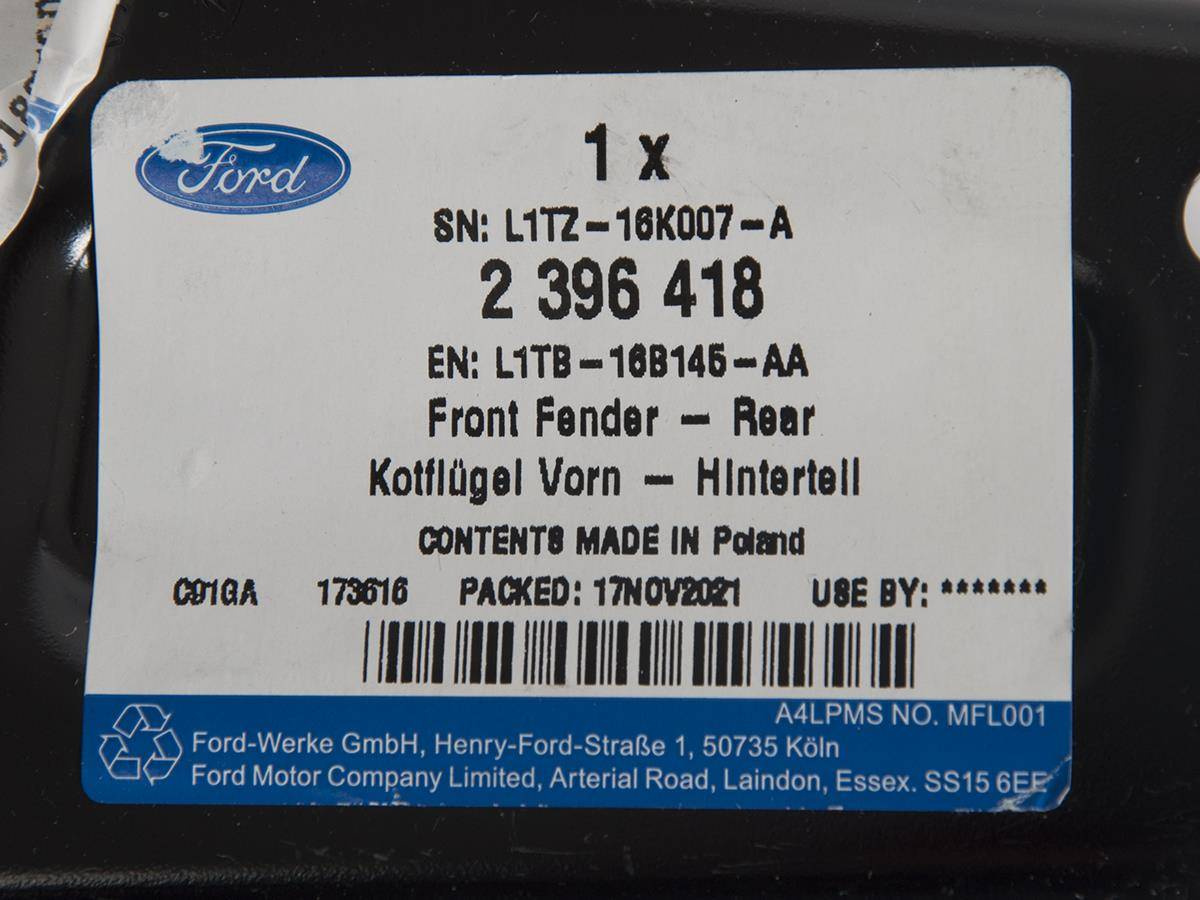 Ford
1 x
SN: L1TZ-16K007-A
2 396 418
EN: L1TB-16B145-AA
Front Fender - Rear
Kotflügel Vorn - Hinterteil
CONTENTS MADE IN Poland
C91GA 173616 PACKED: 17NOV2021 USE BY: *******
A4LPMS NO. MFL001
Ford-Werke GmbH, Henry-Ford-Straße 1, 50735 Köln
Ford Motor Company Limited, Arterial Road, Laindon, Essex. SS15 6EE